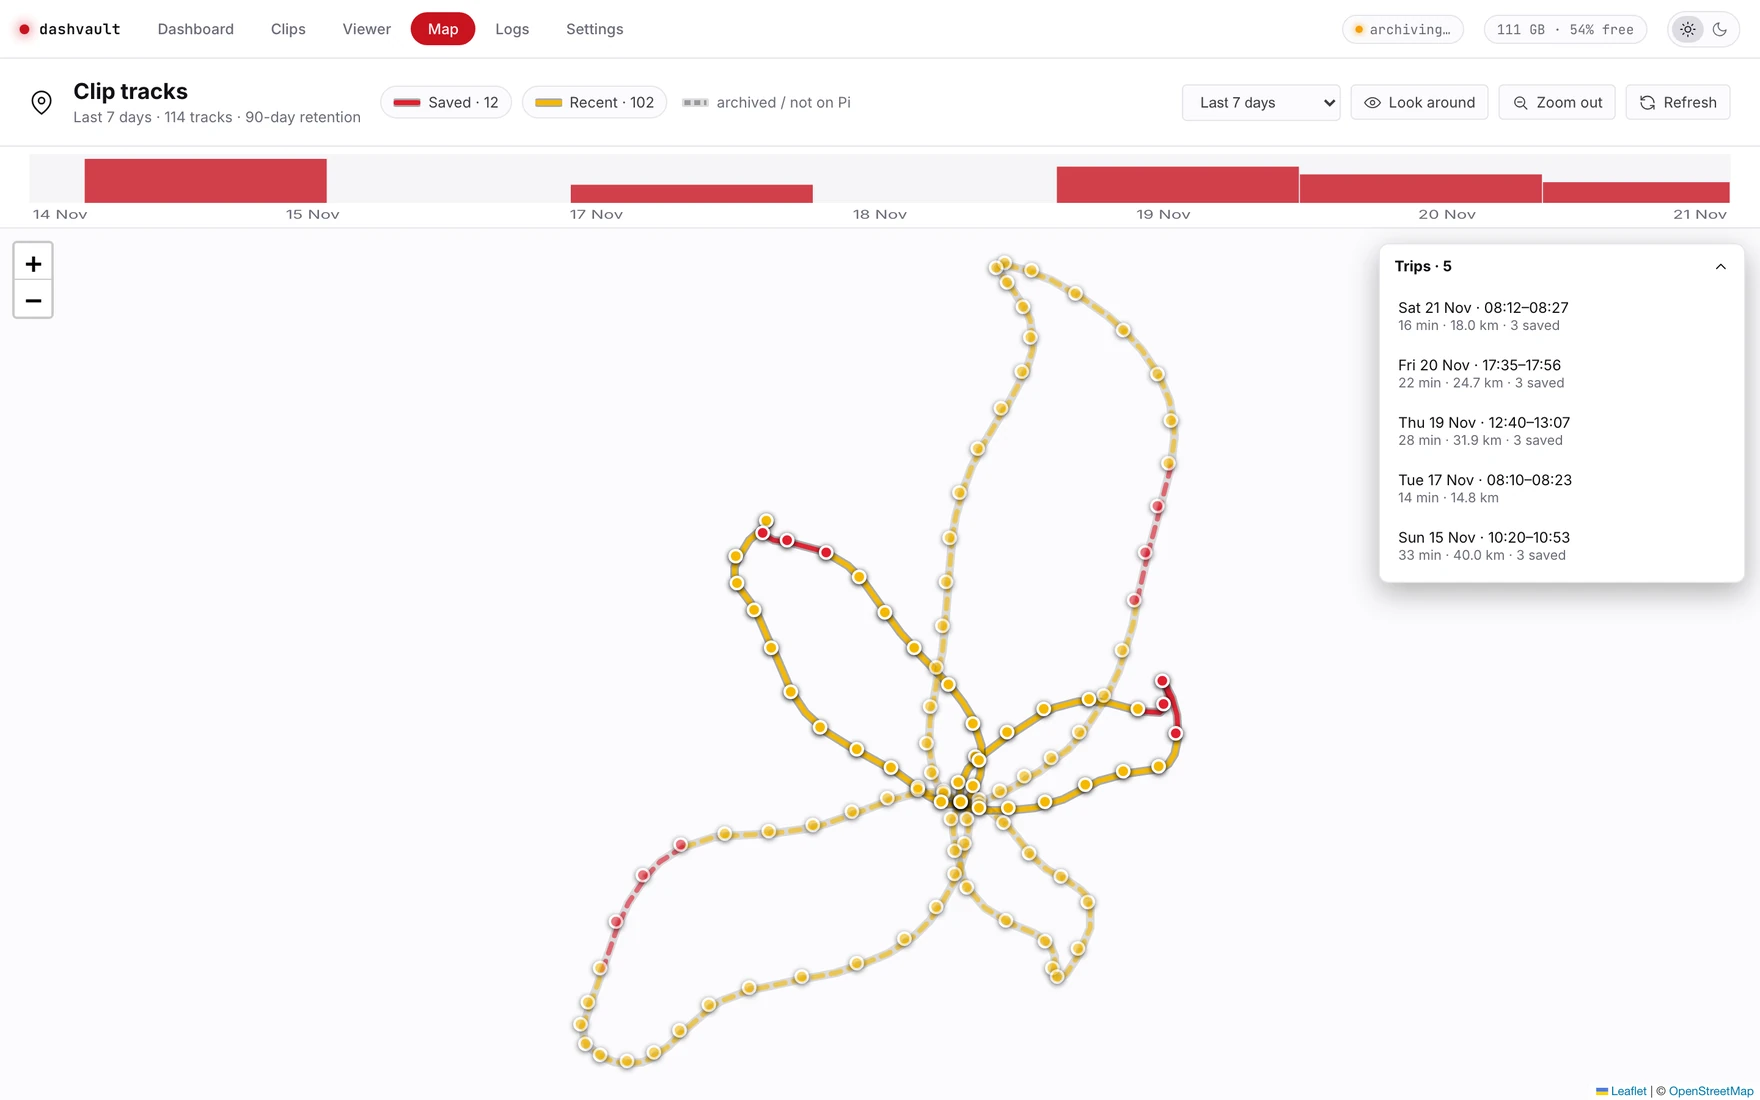 dashvault
Dashboard
Clips
Viewer
Map
Logs
Settings
archiving…
111 GB · 54% free
Clip tracks
Last 7 days · 114 tracks · 90-day retention
Saved · 12
Recent · 102
archived / not on Pi
Last 7 days
Look around
Zoom out
Refresh
14 Nov
15 Nov
17 Nov
18 Nov
19 Nov
20 Nov
21 Nov
+
−
Trips · 5
Sat 21 Nov · 08:12–08:27
16 min · 18.0 km · 3 saved
Fri 20 Nov · 17:35–17:56
22 min · 24.7 km · 3 saved
Thu 19 Nov · 12:40–13:07
28 min · 31.9 km · 3 saved
Tue 17 Nov · 08:10–08:23
14 min · 14.8 km
Sun 15 Nov · 10:20–10:53
33 min · 40.0 km · 3 saved
Leaflet | © OpenStreetMap